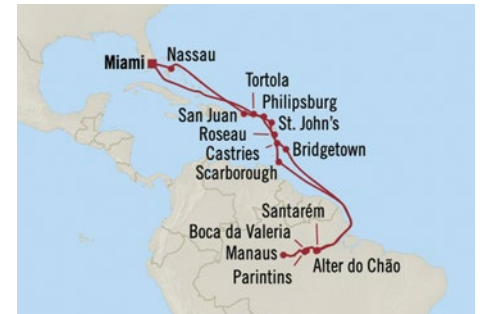 Miami
Nassau
Tortola
Philipsburg
San Juan
St. John's
Roseau
Castries
Bridgetown
Scarborough
Santarém
Boca da Valeria
Manaus
Alter do Chão
Parintins